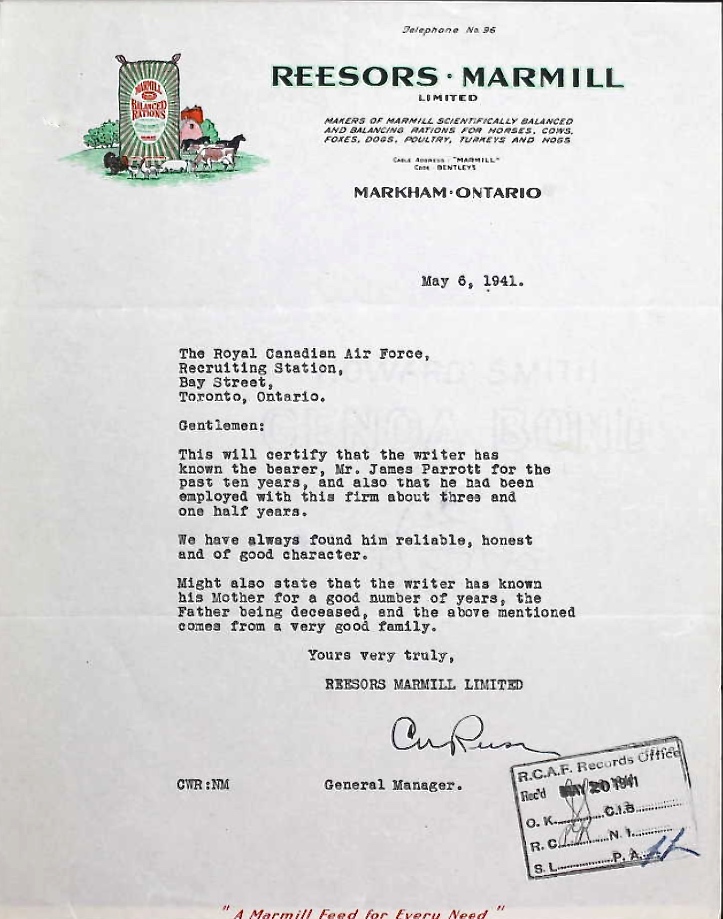 Telephone No. 96
REESORS · MARMILL
LIMITED
MAKERS OF MARMILL SCIENTIFICALLY BALANCED
AND BALANCING RATIONS FOR HORSES, COWS,
FOXES, DOGS, POULTRY, TURKEYS AND HOGS
CABLE ADDRESS: "MARMILL"
CODE: BENTLEYS
MARKHAM · ONTARIO
MARMILL
BALANCED
RATIONS
May 6, 1941.
The Royal Canadian Air Force,
Recruiting Station,
Bay Street,
Toronto, Ontario.
Gentlemen:
This will certify that the writer has
known the bearer, Mr. James Parrott for the
past ten years, and also that he had been
employed with this firm about three and
one half years.
We have always found him reliable, honest
and of good character.
Might also state that the writer has known
his Mother for a good number of years, the
Father being deceased, and the above mentioned
comes from a very good family.
Yours very truly,
REESORS MARMILL LIMITED
CWR:NM
General Manager.
R.C.A.F. Records Office
Rec'd MAY 20 1941
O. K. C.I.B.
R. C. N. I.
S. L. P. A.
" A Marmill Feed for Every Need "